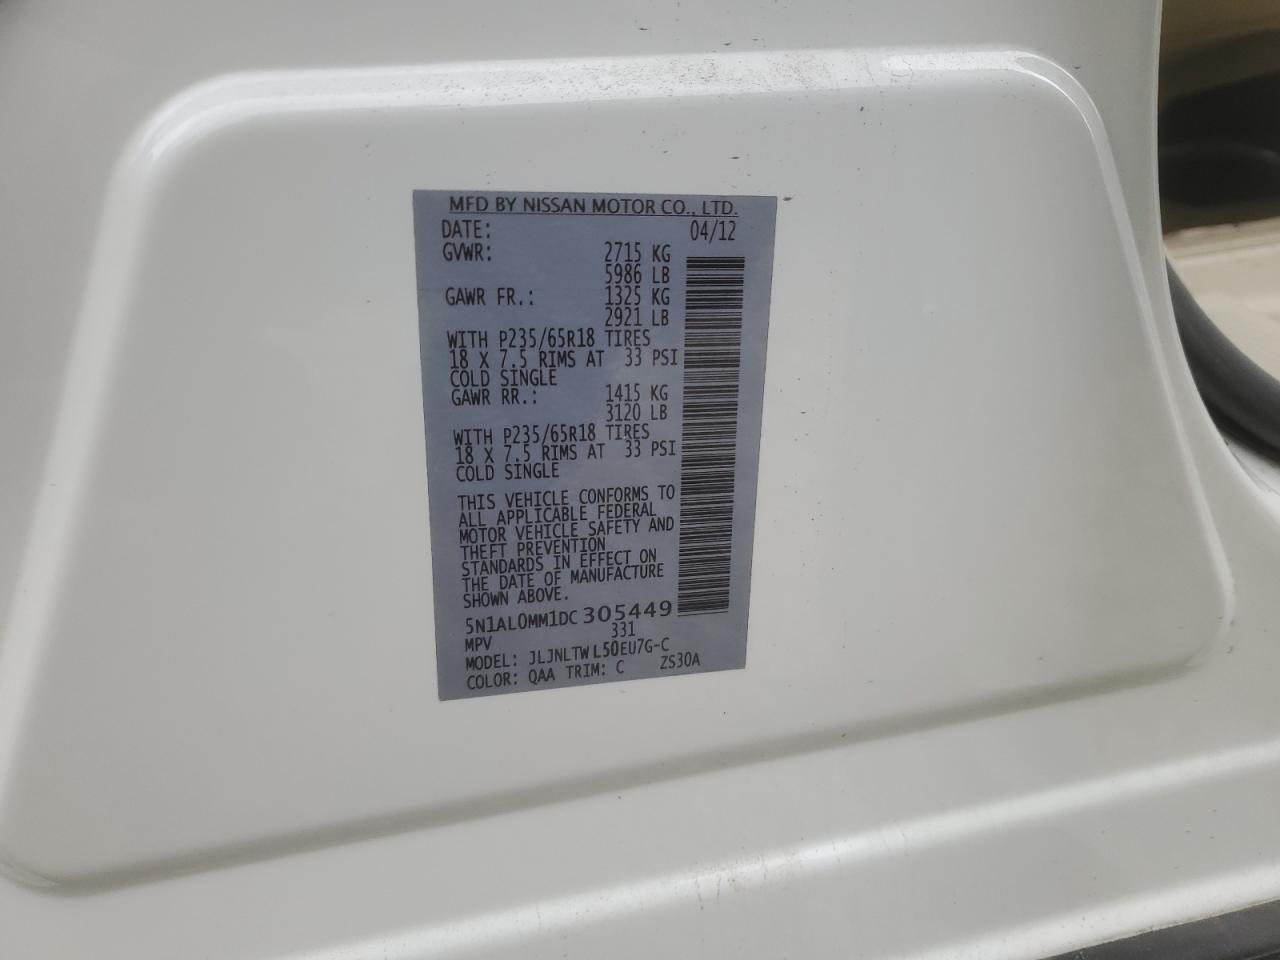 MFD BY NISSAN MOTOR CO., LTD.
DATE: 04/12
GVWR: 2715 KG
5986 LB
GAWR FR.: 1325 KG
2921 LB
WITH P235/65R18 TIRES
18 X 7.5 RIMS AT 33 PSI
COLD SINGLE
GAWR RR.: 1415 KG
3120 LB
WITH P235/65R18 TIRES
18 X 7.5 RIMS AT 33 PSI
COLD SINGLE
THIS VEHICLE CONFORMS TO
ALL APPLICABLE FEDERAL
MOTOR VEHICLE SAFETY AND
THEFT PREVENTION
STANDARDS IN EFFECT ON
THE DATE OF MANUFACTURE
SHOWN ABOVE.
5N1AL0MM1DC305449
MPV 331
MODEL: JLJNLTWL50EU7G-C
COLOR: QAA TRIM: C ZS30A